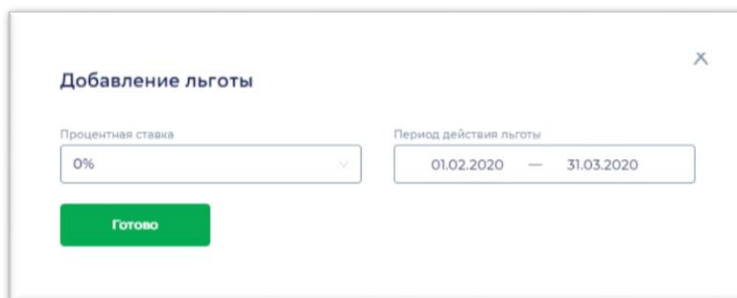 Добавление льготы
Процентная ставка
Период действия льготы
0%
01.02.2020 — 31.03.2020
Готово